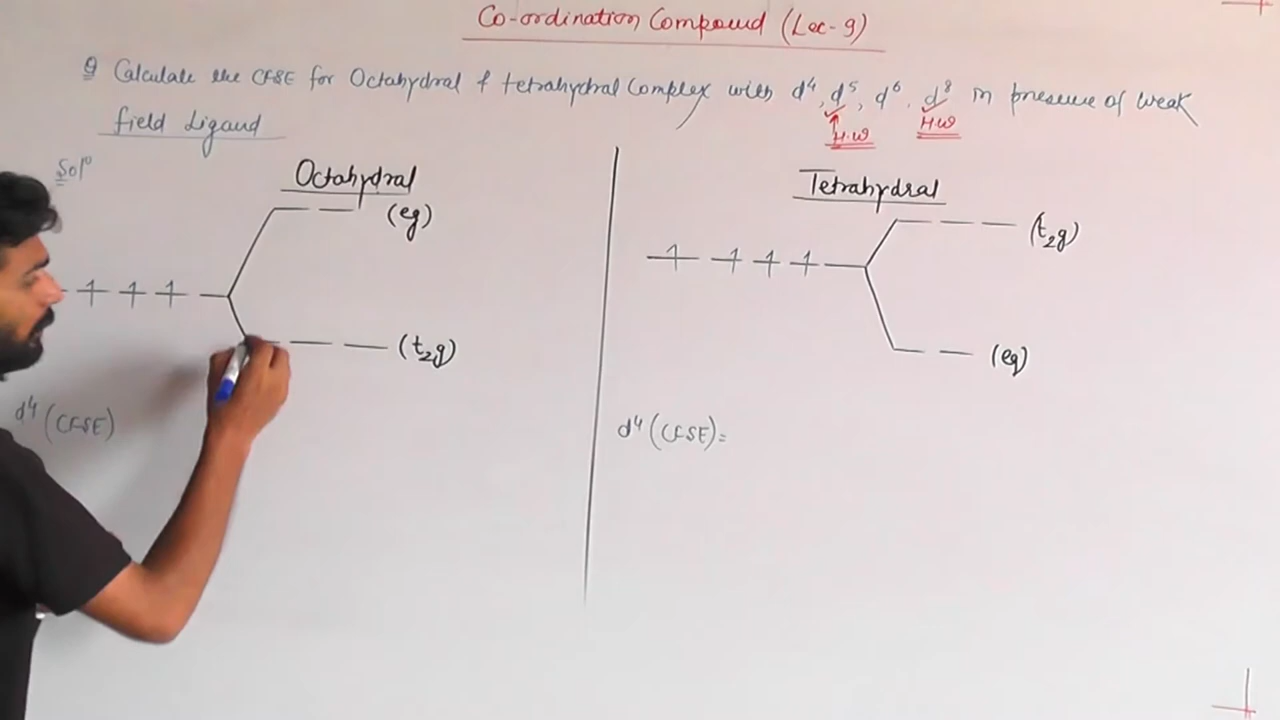 Co-ordination Compound (Lec-9)
Q Calculate the CFSE for Octahydral & tetrahydral Complex with d⁴, d⁵, d⁶, d⁸ in presence of weak
H.W H.W
field Ligand
Solⁿ
Octahydral
Tetrahydral
(eg)
(t₂g)
(t₂g)
(eg)
d⁴ (CFSE)
d⁴ (CFSE)=